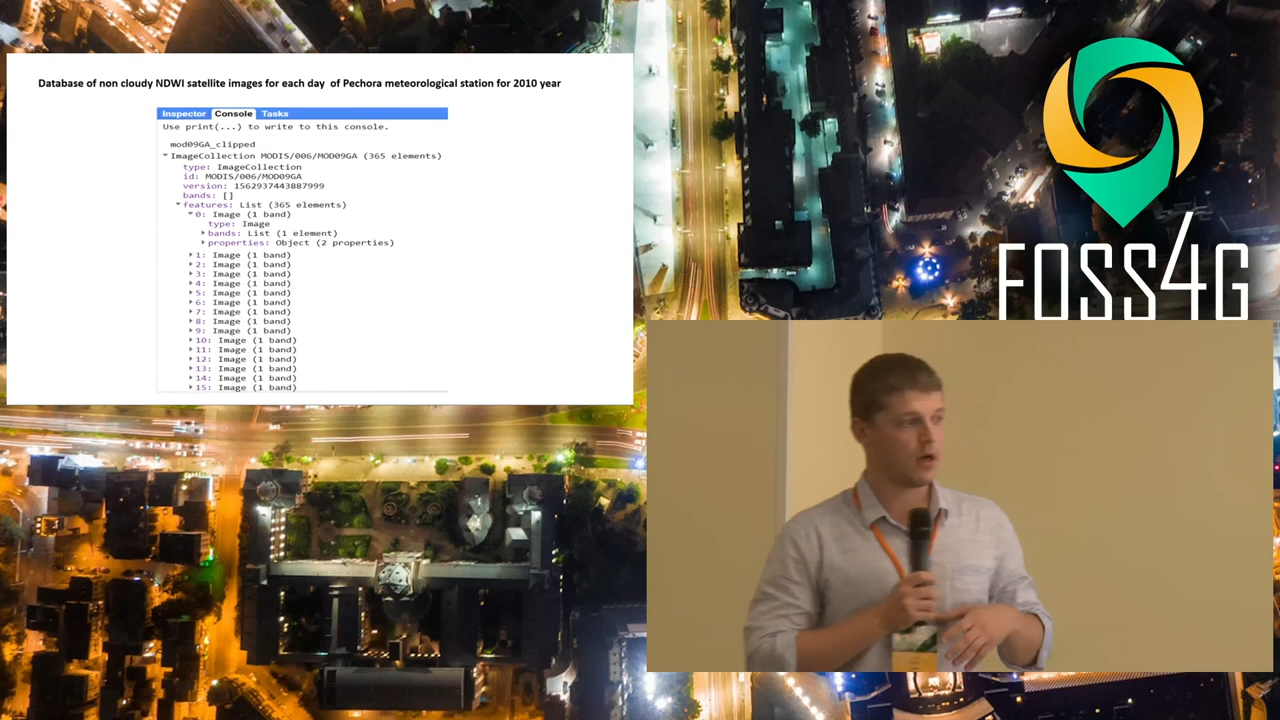 Database of non cloudy NDWI satellite images for each day of Pechora meteorological station for 2010 year
Inspector Console Tasks
Use print(...) to write to this console.
mod09GA_clipped
ImageCollection MODIS/006/MOD09GA (365 elements)
type: ImageCollection
id: MODIS/006/MOD09GA
version: 1562937443887999
bands: []
features: List (365 elements)
0: Image (1 band)
type: Image
bands: List (1 element)
properties: Object (2 properties)
1: Image (1 band)
2: Image (1 band)
3: Image (1 band)
4: Image (1 band)
5: Image (1 band)
6: Image (1 band)
7: Image (1 band)
8: Image (1 band)
9: Image (1 band)
10: Image (1 band)
11: Image (1 band)
12: Image (1 band)
13: Image (1 band)
14: Image (1 band)
15: Image (1 band)
FOSS4G